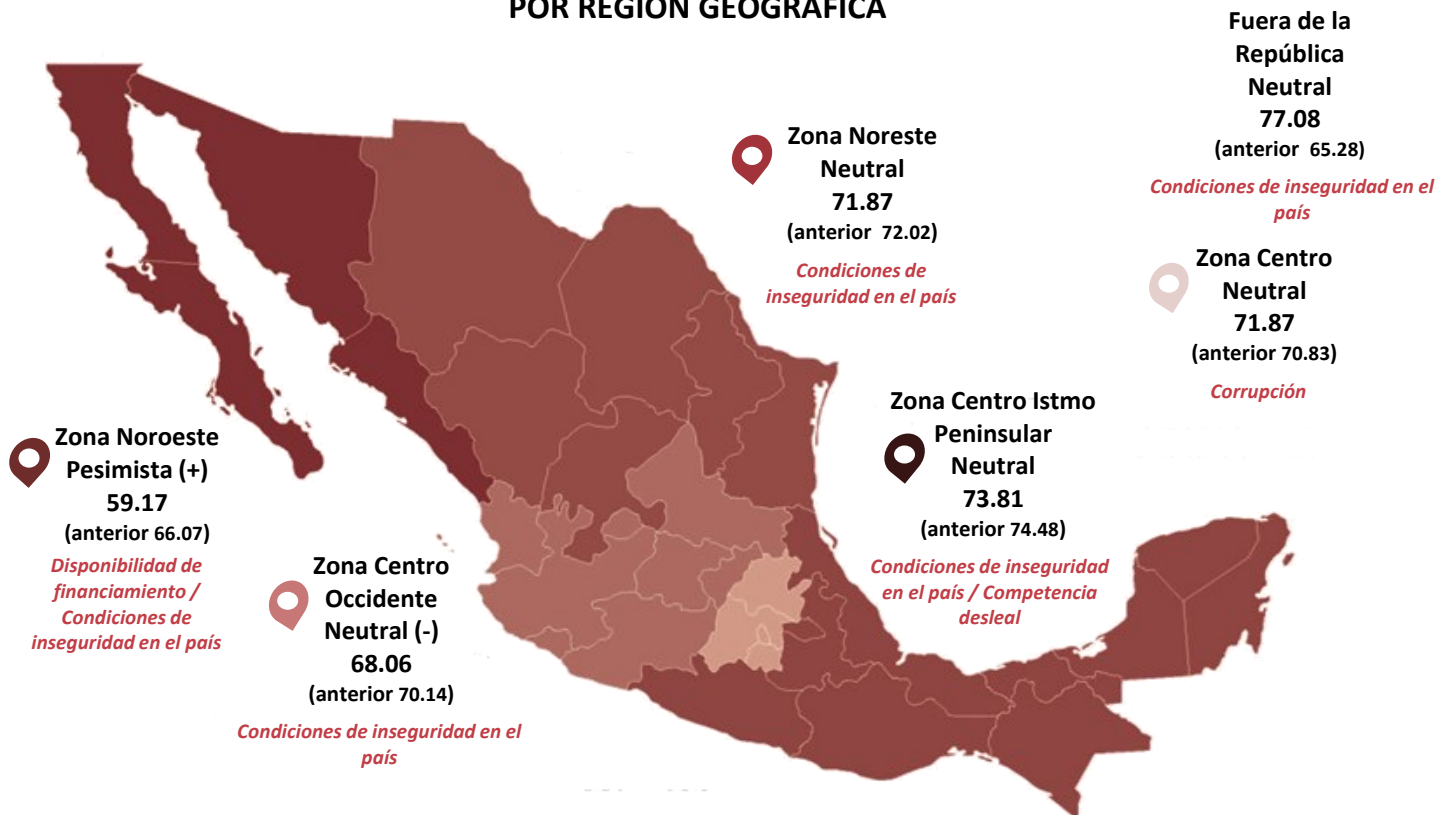 POR REGIÓN GEOGRÁFICA
Fuera de la
República
Neutral
77.08
(anterior 65.28)
Condiciones de inseguridad en el
país
Zona Noreste
Neutral
71.87
(anterior 72.02)
Condiciones de
inseguridad en el país
Zona Centro
Neutral
71.87
(anterior 70.83)
Corrupción
Zona Centro Istmo
Peninsular
Neutral
73.81
(anterior 74.48)
Condiciones de inseguridad
en el país / Competencia
desleal
Zona Noroeste
Pesimista (+)
59.17
(anterior 66.07)
Disponibilidad de
financiamiento /
Condiciones de
inseguridad en el país
Zona Centro
Occidente
Neutral (-)
68.06
(anterior 70.14)
Condiciones de inseguridad en el
país